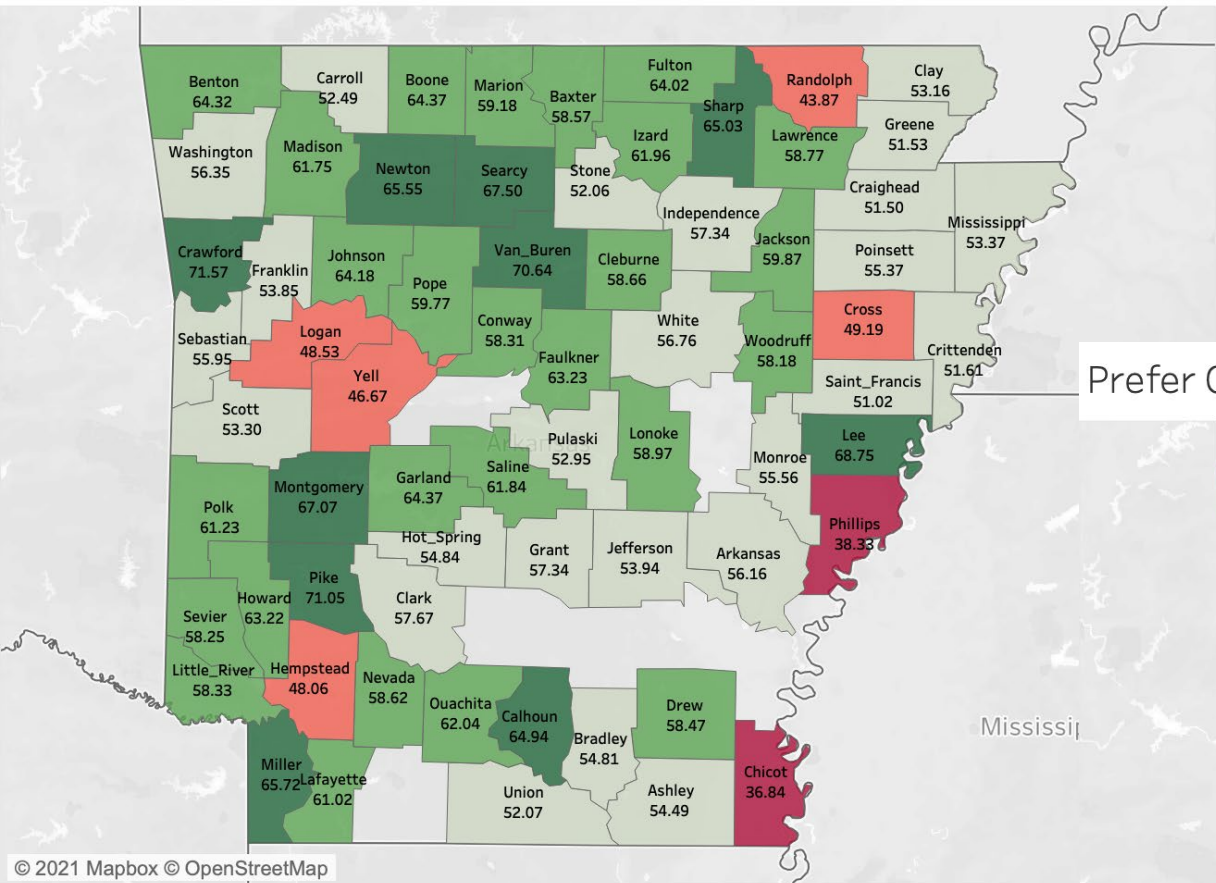 Benton
64.32
Carroll
52.49
Boone
64.37
Marion
59.18
Baxter
58.57
Fulton
64.02
Sharp
65.03
Randolph
43.87
Clay
53.16
Washington
56.35
Madison
61.75
Newton
65.55
Searcy
67.50
Stone
52.06
Izard
61.96
Lawrence
58.77
Greene
51.53
Independence
57.34
Craighead
51.50
Mississippi
53.37
Crawford
71.57
Franklin
53.85
Johnson
64.18
Pope
59.77
Van_Buren
70.64
Cleburne
58.66
Jackson
59.87
Poinsett
55.37
Sebastian
55.95
Logan
48.53
Yell
46.67
Conway
58.31
Faulkner
63.23
White
56.76
Woodruff
58.18
Cross
49.19
Crittenden
51.61
Saint_Francis
51.02
Prefer
Scott
53.30
Pulaski
52.95
Lonoke
58.97
Monroe
55.56
Lee
68.75
Polk
61.23
Montgomery
67.07
Garland
64.37
Saline
61.84
Hot_Spring
54.84
Grant
57.34
Jefferson
53.94
Arkansas
56.16
Phillips
38.33
Sevier
58.25
Howard
63.22
Pike
71.05
Clark
57.67
Little_River
58.33
Hempstead
48.06
Nevada
58.62
Ouachita
62.04
Calhoun
64.94
Bradley
54.81
Drew
58.47
Mississip
Miller
65.72
Lafayette
61.02
Union
52.07
Ashley
54.49
Chicot
36.84
© 2021 Mapbox © OpenStreetMap